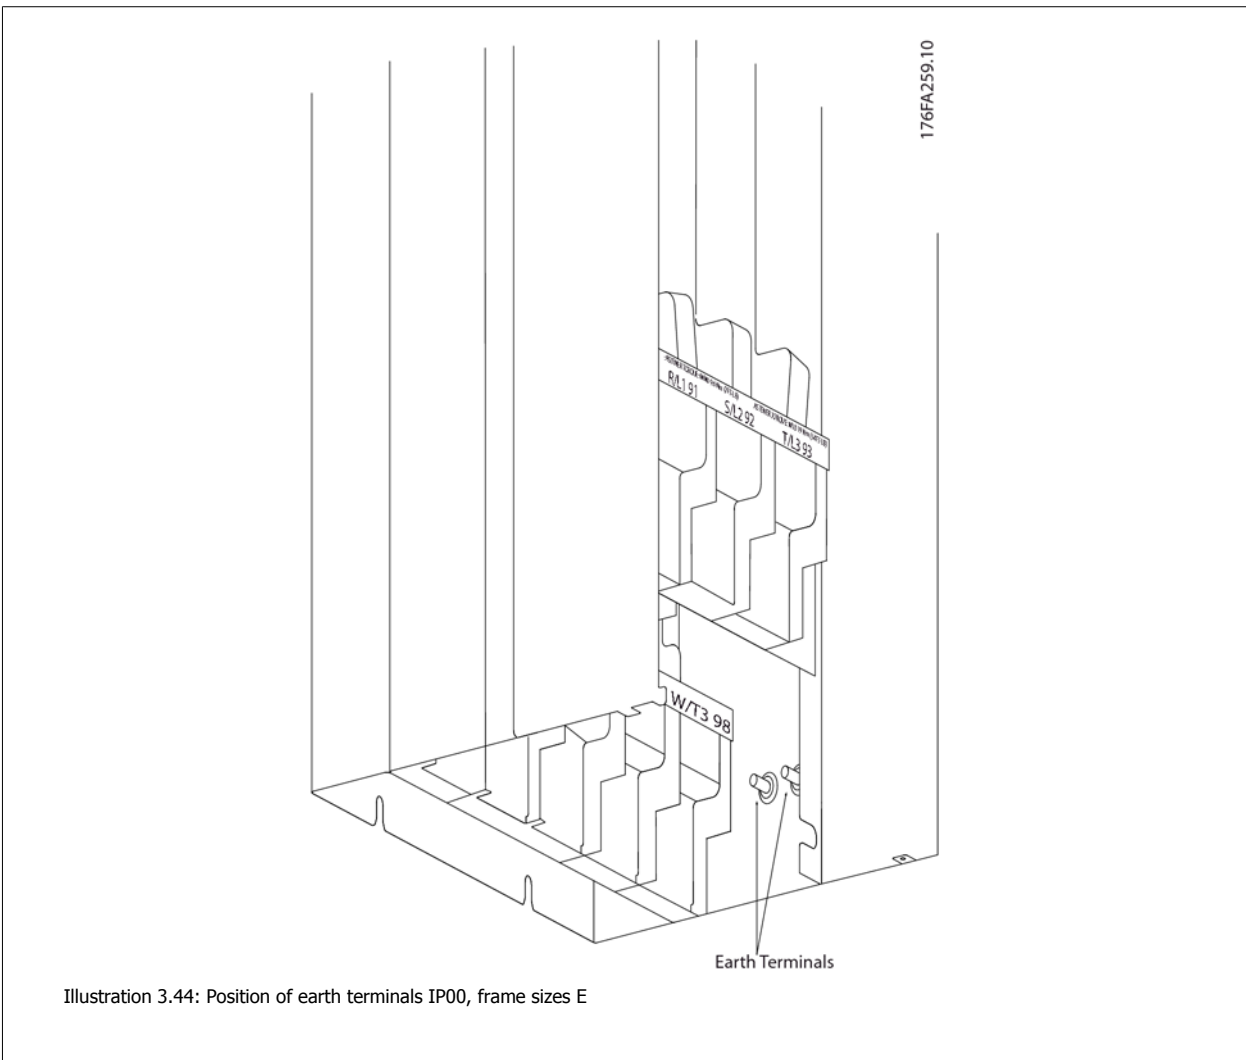 176FA259.10
R/L1 91
S/L2 92
T/L3 93
W/T3 98
Earth Terminals
Illustration 3.44: Position of earth terminals IP00, frame sizes E